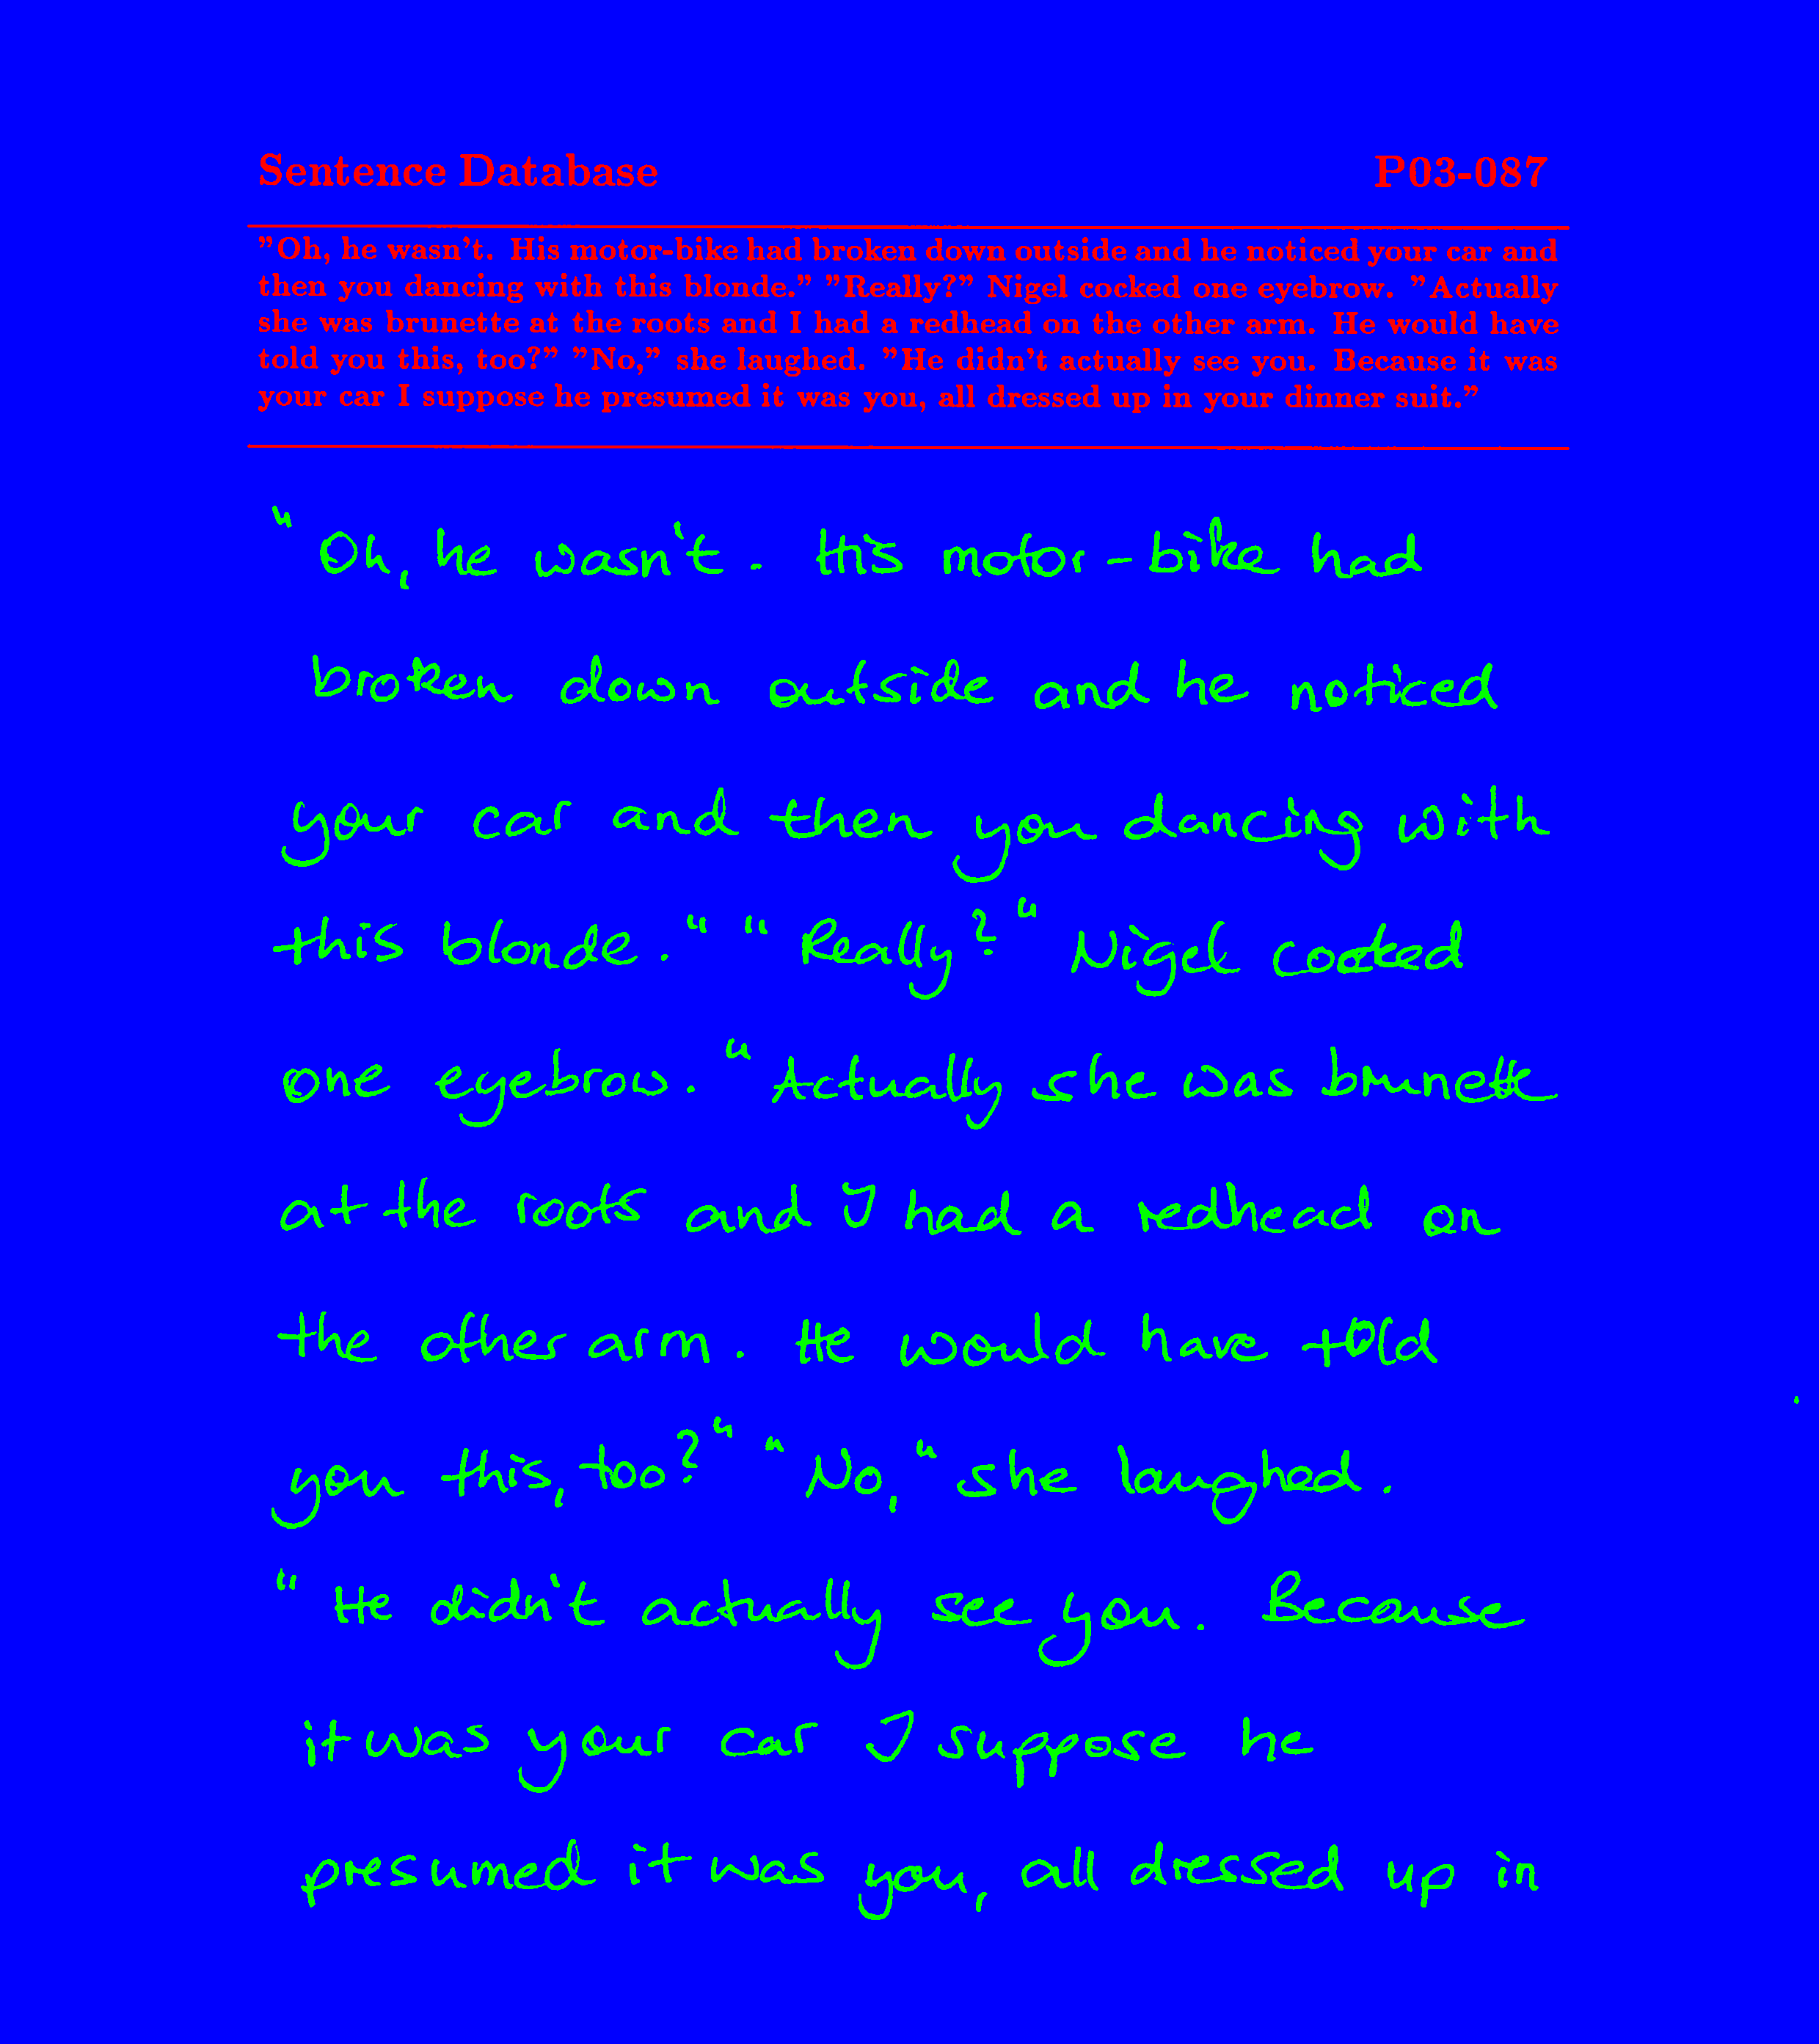 Sentence Database P03-087
"Oh, he wasn't. His motor-bike had broken down outside and he noticed your car and
then you dancing with this blonde." "Really?" Nigel cocked one eyebrow. "Actually
she was brunette at the roots and I had a redhead on the other arm. He would have
told you this, too?" "No," she laughed. "He didn't actually see you. Because it was
your car I suppose he presumed it was you, all dressed up in your dinner suit."
"Oh, he wasn't. His motor-bike had
broken down outside and he noticed
your car and then you dancing with
this blonde." "Really?" Nigel cocked
one eyebrow. "Actually she was brunette
at the roots and I had a redhead on
the other arm. He would have told
you this, too?" "No," she laughed.
"He didn't actually see you. Because
it was your car I suppose he
presumed it was you, all dressed up in